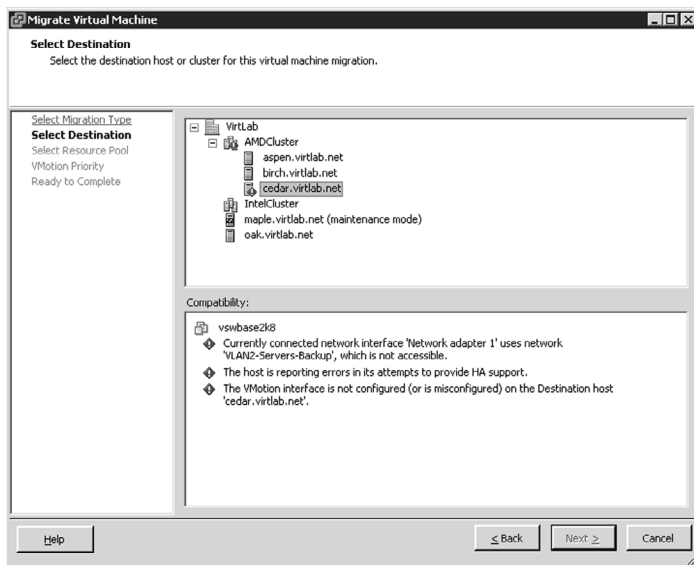 Migrate Virtual Machine
Select Destination
Select the destination host or cluster for this virtual machine migration.
Select Migration Type
Select Destination
Select Resource Pool
VMotion Priority
Ready to Complete
VirtLab
AMDCluster
aspen.virtlab.net
birch.virtlab.net
cedar.virtlab.net
IntelCluster
maple.virtlab.net (maintenance mode)
oak.virtlab.net
Compatibility:
vswbase2k8
Currently connected network interface 'Network adapter 1' uses network
'VLAN2-Servers-Backup', which is not accessible.
The host is reporting errors in its attempts to provide HA support.
The VMotion interface is not configured (or is misconfigured) on the Destination host
'cedar.virtlab.net'.
Help
< Back
Next >
Cancel